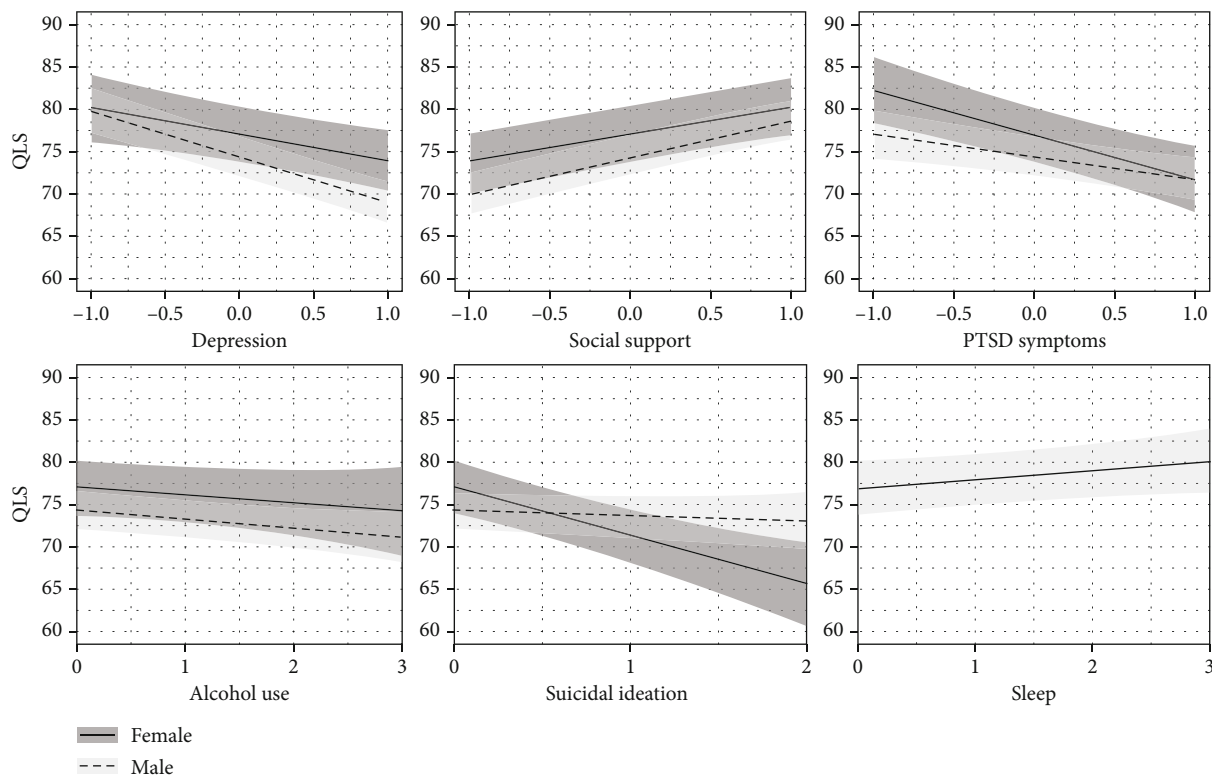 90 90 90
85 85 85
80 80 80
QLS
75 75 75
70 70 70
65 65 65
60 60 60
–1.0 –0.5 0.0 0.5 1.0 –1.0 –0.5 0.0 0.5 1.0 –1.0 –0.5 0.0 0.5 1.0
Depression Social support PTSD symptoms
90 90 90
85 85 85
80 80 80
QLS
75 75 75
70 70 70
65 65 65
60 60 60
0 1 2 3 0 1 2 0 1 2 3
Alcohol use Suicidal ideation Sleep
Female
Male